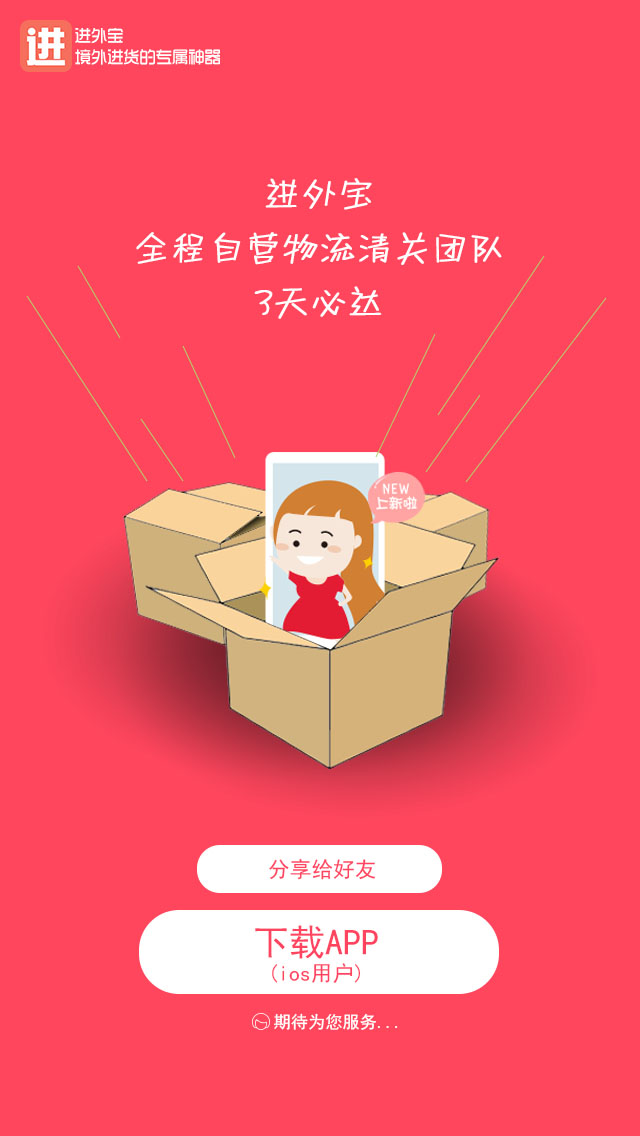 进
进外宝
境外进货的专属神器
进外宝
全程自营物流清关团队
3天必达
NEW
上新啦
分享给好友
下载APP
(ios用户)
期待为您服务...